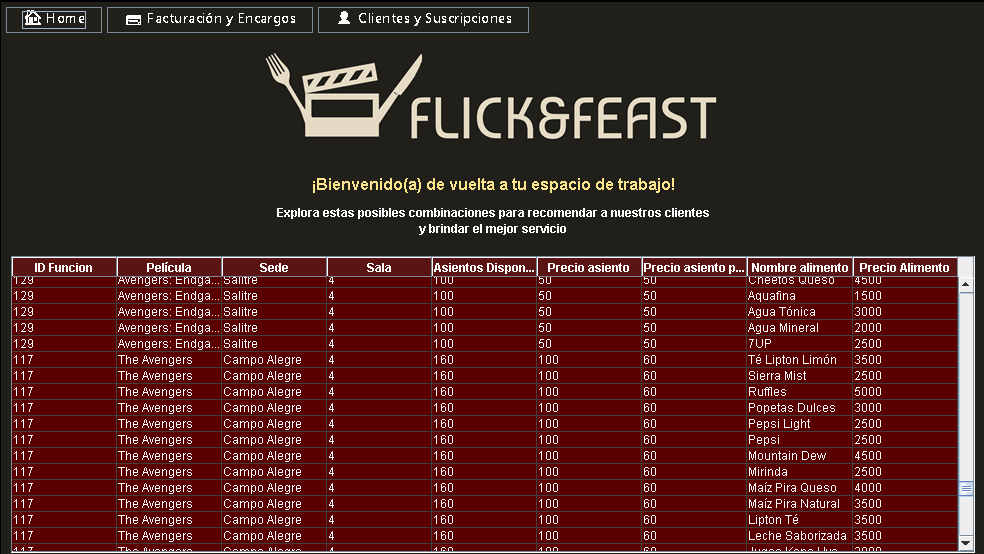 Home Facturación y Encargos Clientes y Suscripciones
FLICK&FEAST
¡Bienvenido(a) de vuelta a tu espacio de trabajo!
Explora estas posibles combinaciones para recomendar a nuestros clientes
y brindar el mejor servicio
ID Funcion Película Sede Sala Asientos Dispon... Precio asiento Precio asiento p... Nombre alimento Precio Alimento
129 Avengers: Endga... Salitre 4 100 50 50 Cheetos Queso 4500
129 Avengers: Endga... Salitre 4 100 50 50 Aquafina 1500
129 Avengers: Endga... Salitre 4 100 50 50 Agua Tónica 3000
129 Avengers: Endga... Salitre 4 100 50 50 Agua Mineral 2000
129 Avengers: Endga... Salitre 4 100 50 50 7UP 2500
117 The Avengers Campo Alegre 4 160 100 60 Té Lipton Limón 3500
117 The Avengers Campo Alegre 4 160 100 60 Sierra Mist 2500
117 The Avengers Campo Alegre 4 160 100 60 Ruffles 5000
117 The Avengers Campo Alegre 4 160 100 60 Popetas Dulces 3000
117 The Avengers Campo Alegre 4 160 100 60 Pepsi Light 2500
117 The Avengers Campo Alegre 4 160 100 60 Pepsi 2500
117 The Avengers Campo Alegre 4 160 100 60 Mountain Dew 4500
117 The Avengers Campo Alegre 4 160 100 60 Mirinda 2500
117 The Avengers Campo Alegre 4 160 100 60 Maíz Pira Queso 4000
117 The Avengers Campo Alegre 4 160 100 60 Maíz Pira Natural 3500
117 The Avengers Campo Alegre 4 160 100 60 Lipton Té 3500
117 The Avengers Campo Alegre 4 160 100 60 Leche Saborizada 3500